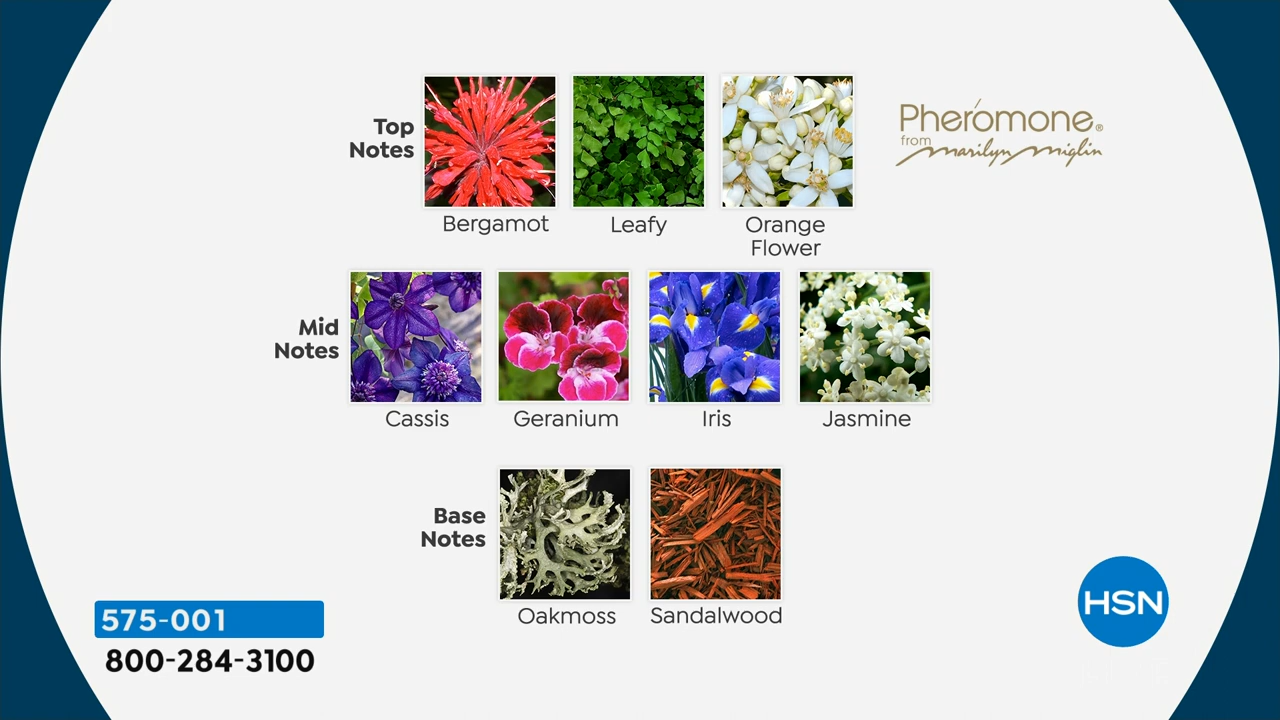 Top
Notes
Bergamot
Leafy
Orange
Flower
Pheromone®
from
marilyn miglin
Mid
Notes
Cassis
Geranium
Iris
Jasmine
Base
Notes
Oakmoss
Sandalwood
575-001
800-284-3100
HSN